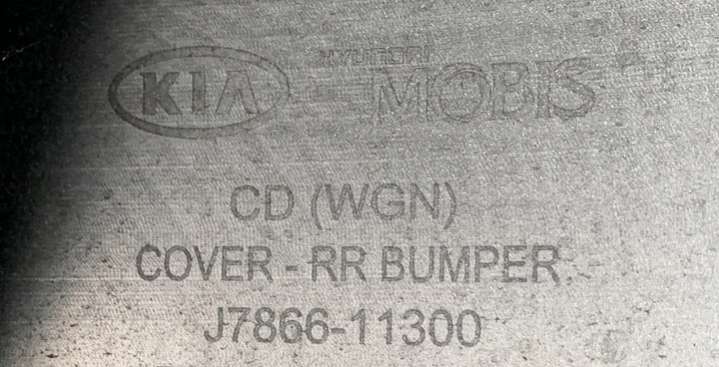 KIA HYUNDAI MOBIS
CD (WGN)
COVER - RR BUMPER
J7866-11300